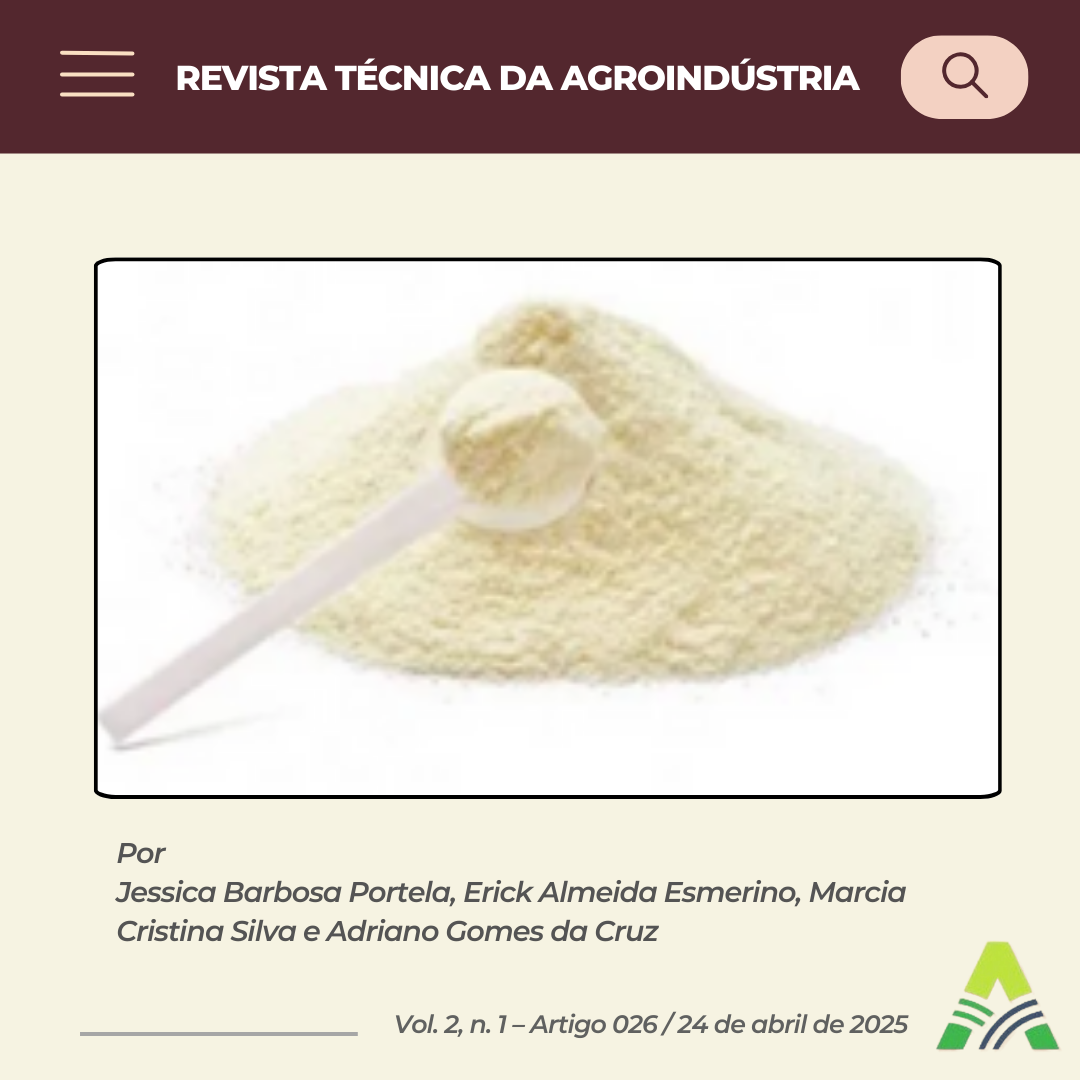 REVISTA TÉCNICA DA AGROINDÚSTRIA
Por
Jessica Barbosa Portela, Erick Almeida Esmerino, Marcia
Cristina Silva e Adriano Gomes da Cruz
Vol. 2, n. 1 – Artigo 026 / 24 de abril de 2025